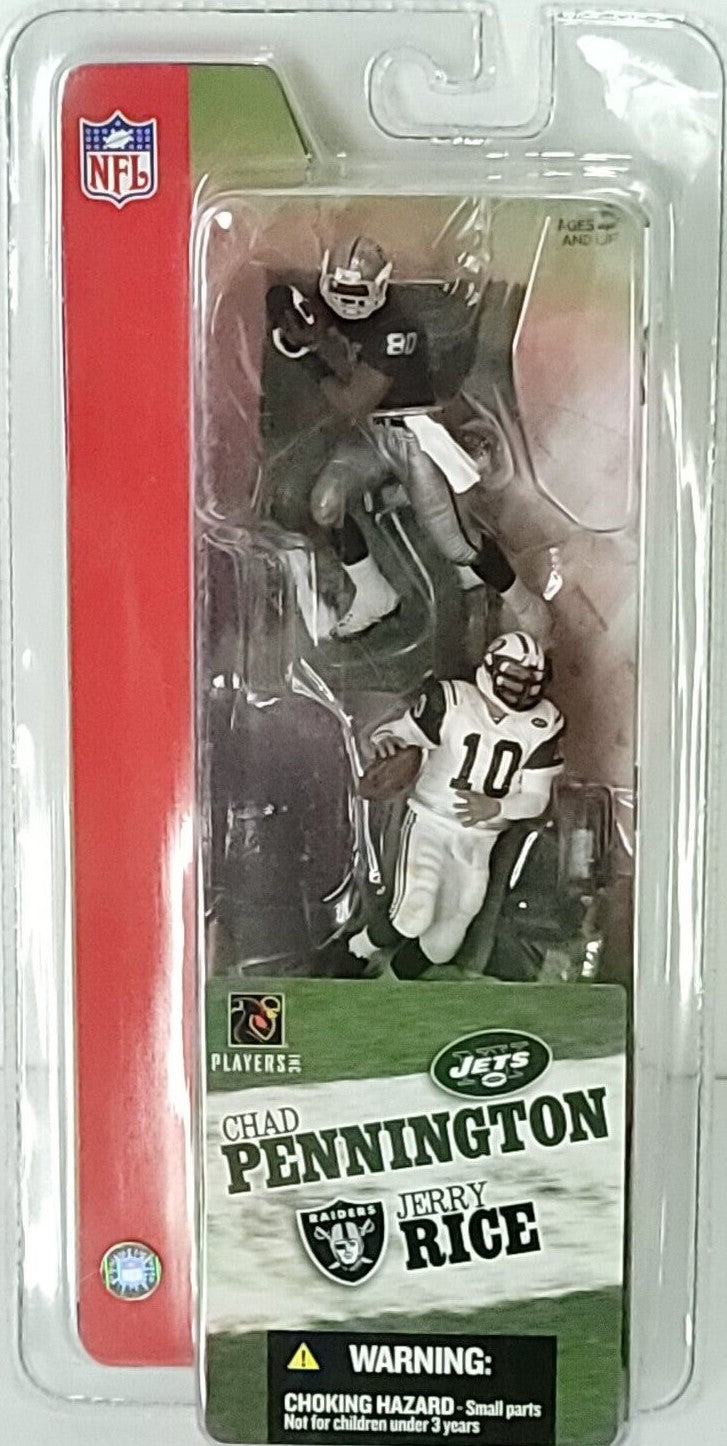 NFL
AGES
AND UP
80
10
10
PLAYERS INC
JETS
CHAD
PENNINGTON
RAIDERS
JERRY
RICE
WARNING:
CHOKING HAZARD - Small parts
Not for children under 3 years